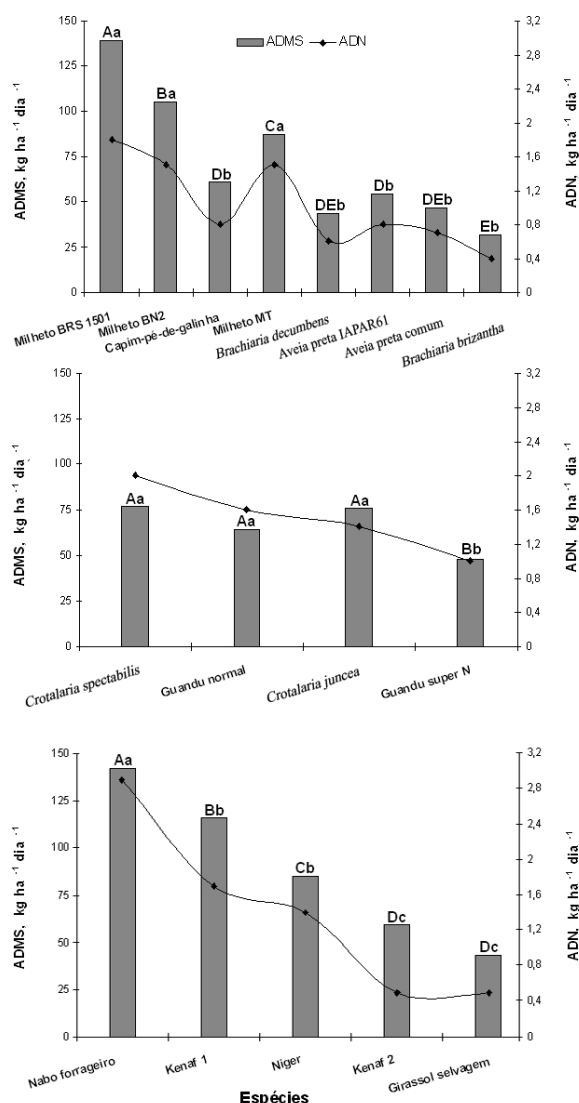 ADMS ADN
ADMS, kg ha -1 dia -1
150
125
100
75
50
25
0
Aa
Ba
Db
Ca
DEb
Db
DEb
Eb
3,2
2,8
2,4
2
1,6
1,2
0,8
0,4
0
ADN, kg ha -1 dia -1
Milheto BRS 1501
Milheto BN2
Capim-pé-de-galinha
Milheto MT
Brachiaria decumbens
Aveia preta IAPAR61
Aveia preta comum
Brachiaria brizantha
ADMS, kg ha -1 dia -1
150
125
100
75
50
25
0
Aa
Aa
Aa
Bb
3,2
2,8
2,4
2
1,6
1,2
0,8
0,4
0
ADN, kg ha -1 dia -1
Crotalaria spectabilis
Guandu normal
Crotalaria juncea
Guandu super N
ADMS, kg ha -1 dia -1
150
125
100
75
50
25
0
Aa
Bb
Cb
Dc
Dc
3,2
2,8
2,4
2
1,6
1,2
0,8
0,4
0
ADN, kg ha -1 dia -1
Nabo forrageiro
Kenaf 1
Niger
Kenaf 2
Girassol selvagem
Espécies